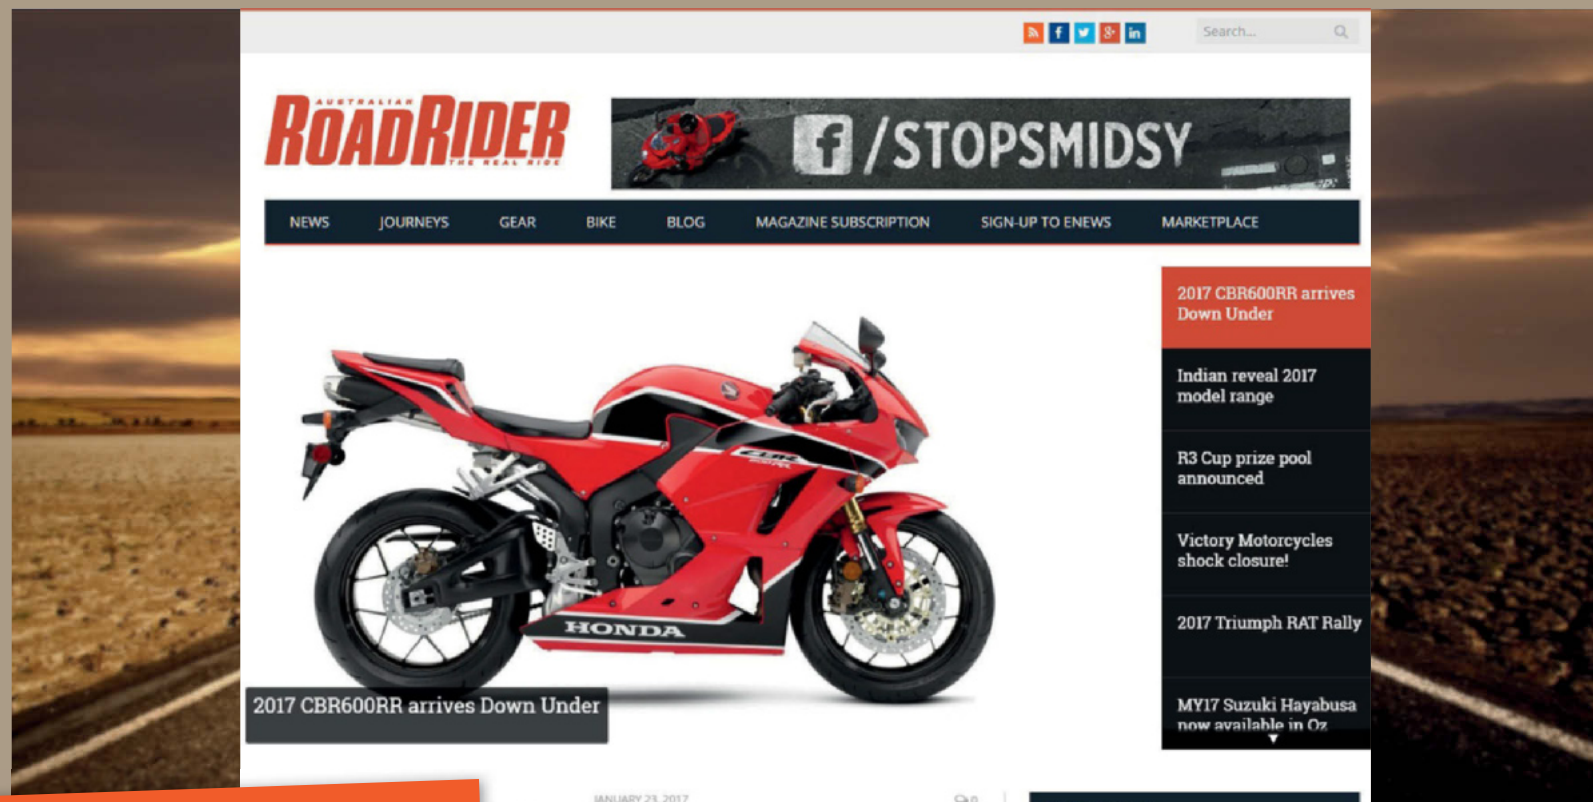 f
g+
in
Search...
AUSTRALIAN
ROADRIDER
THE REAL RIDE
f /STOPSMIDSY
NEWS JOURNEYS GEAR BIKE BLOG MAGAZINE SUBSCRIPTION SIGN-UP TO ENEWS MARKETPLACE
2017 CBR600RR arrives
Down Under
Indian reveal 2017
model range
R3 Cup prize pool
announced
Victory Motorcycles
shock closure!
2017 Triumph RAT Rally
MY17 Suzuki Hayabusa
now available in Oz
CBR
HONDA
2017 CBR600RR arrives Down Under
JANUARY 23, 2017
0